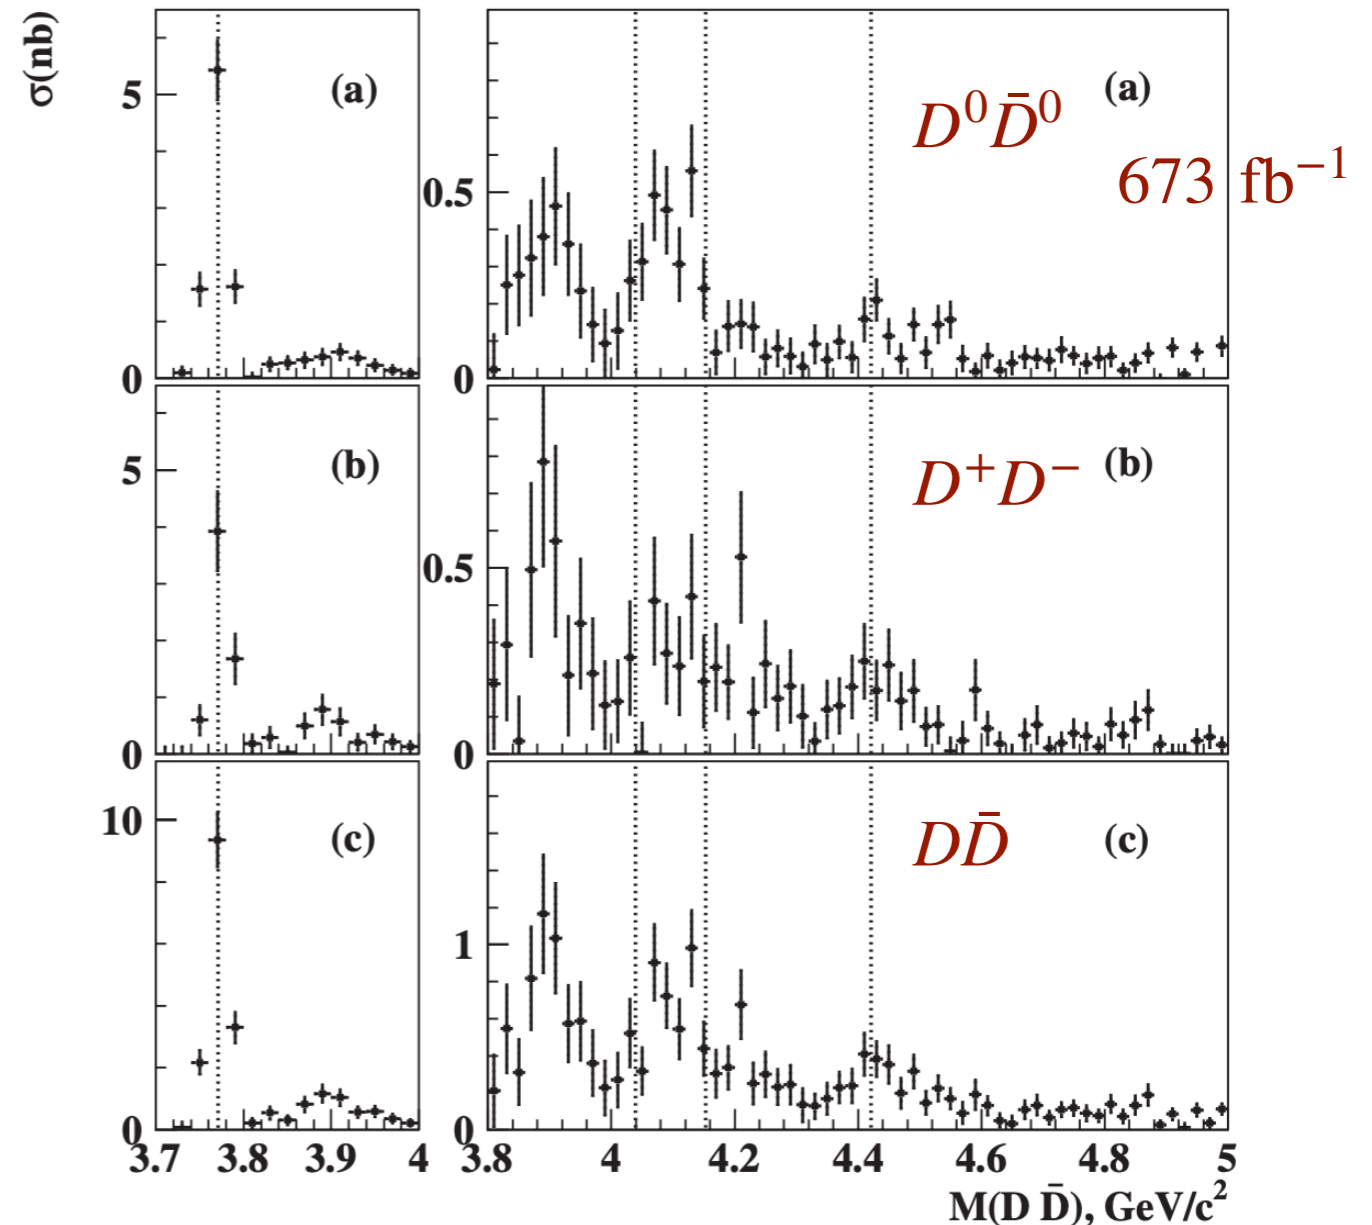 σ(nb)
5
0
(a)
0.5
0
D⁰D̄⁰
(a)
673 fb⁻¹
5
0
(b)
0.5
0
D⁺D⁻
(b)
10
0
(c)
1
0
DD̄
(c)
3.7 3.8 3.9 4
3.8 4 4.2 4.4 4.6 4.8 5
M(D D̄), GeV/c²